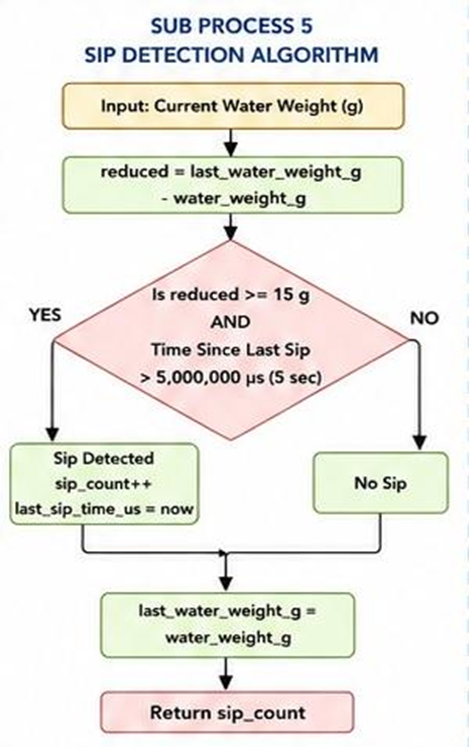 SUB PROCESS 5
SIP DETECTION ALGORITHM
Input: Current Water Weight (g)
reduced = last_water_weight_g
- water_weight_g
Is reduced >= 15 g
AND
Time Since Last Sip
> 5,000,000 µs (5 sec)
YES
NO
Sip Detected
sip_count++
last_sip_time_us = now
No Sip
last_water_weight_g =
water_weight_g
Return sip_count